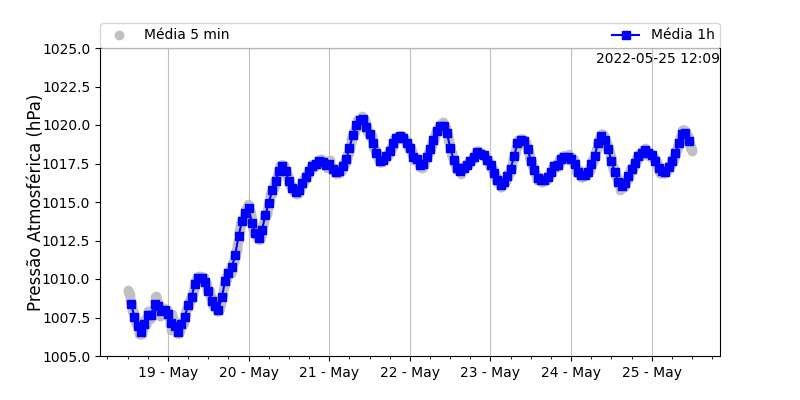 Média 5 min
Média 1h
2022-05-25 12:09
Pressão Atmosférica (hPa)
1025.0
1022.5
1020.0
1017.5
1015.0
1012.5
1010.0
1007.5
1005.0
19 - May
20 - May
21 - May
22 - May
23 - May
24 - May
25 - May